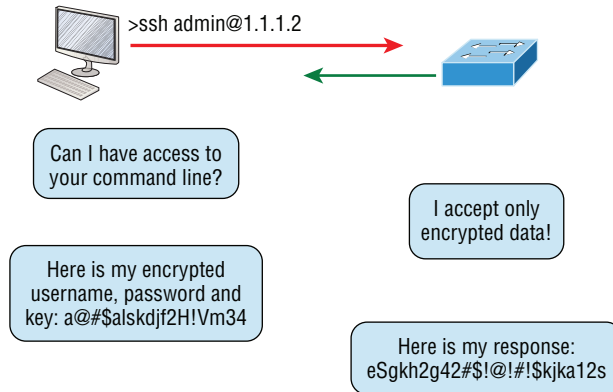 >ssh admin@1.1.1.2
Can I have access to
your command line?
I accept only
encrypted data!
Here is my encrypted
username, password and
key: a@#$alskdjf2H!Vm34
Here is my response:
eSgkh2g42#$!@!#!$kjka12s